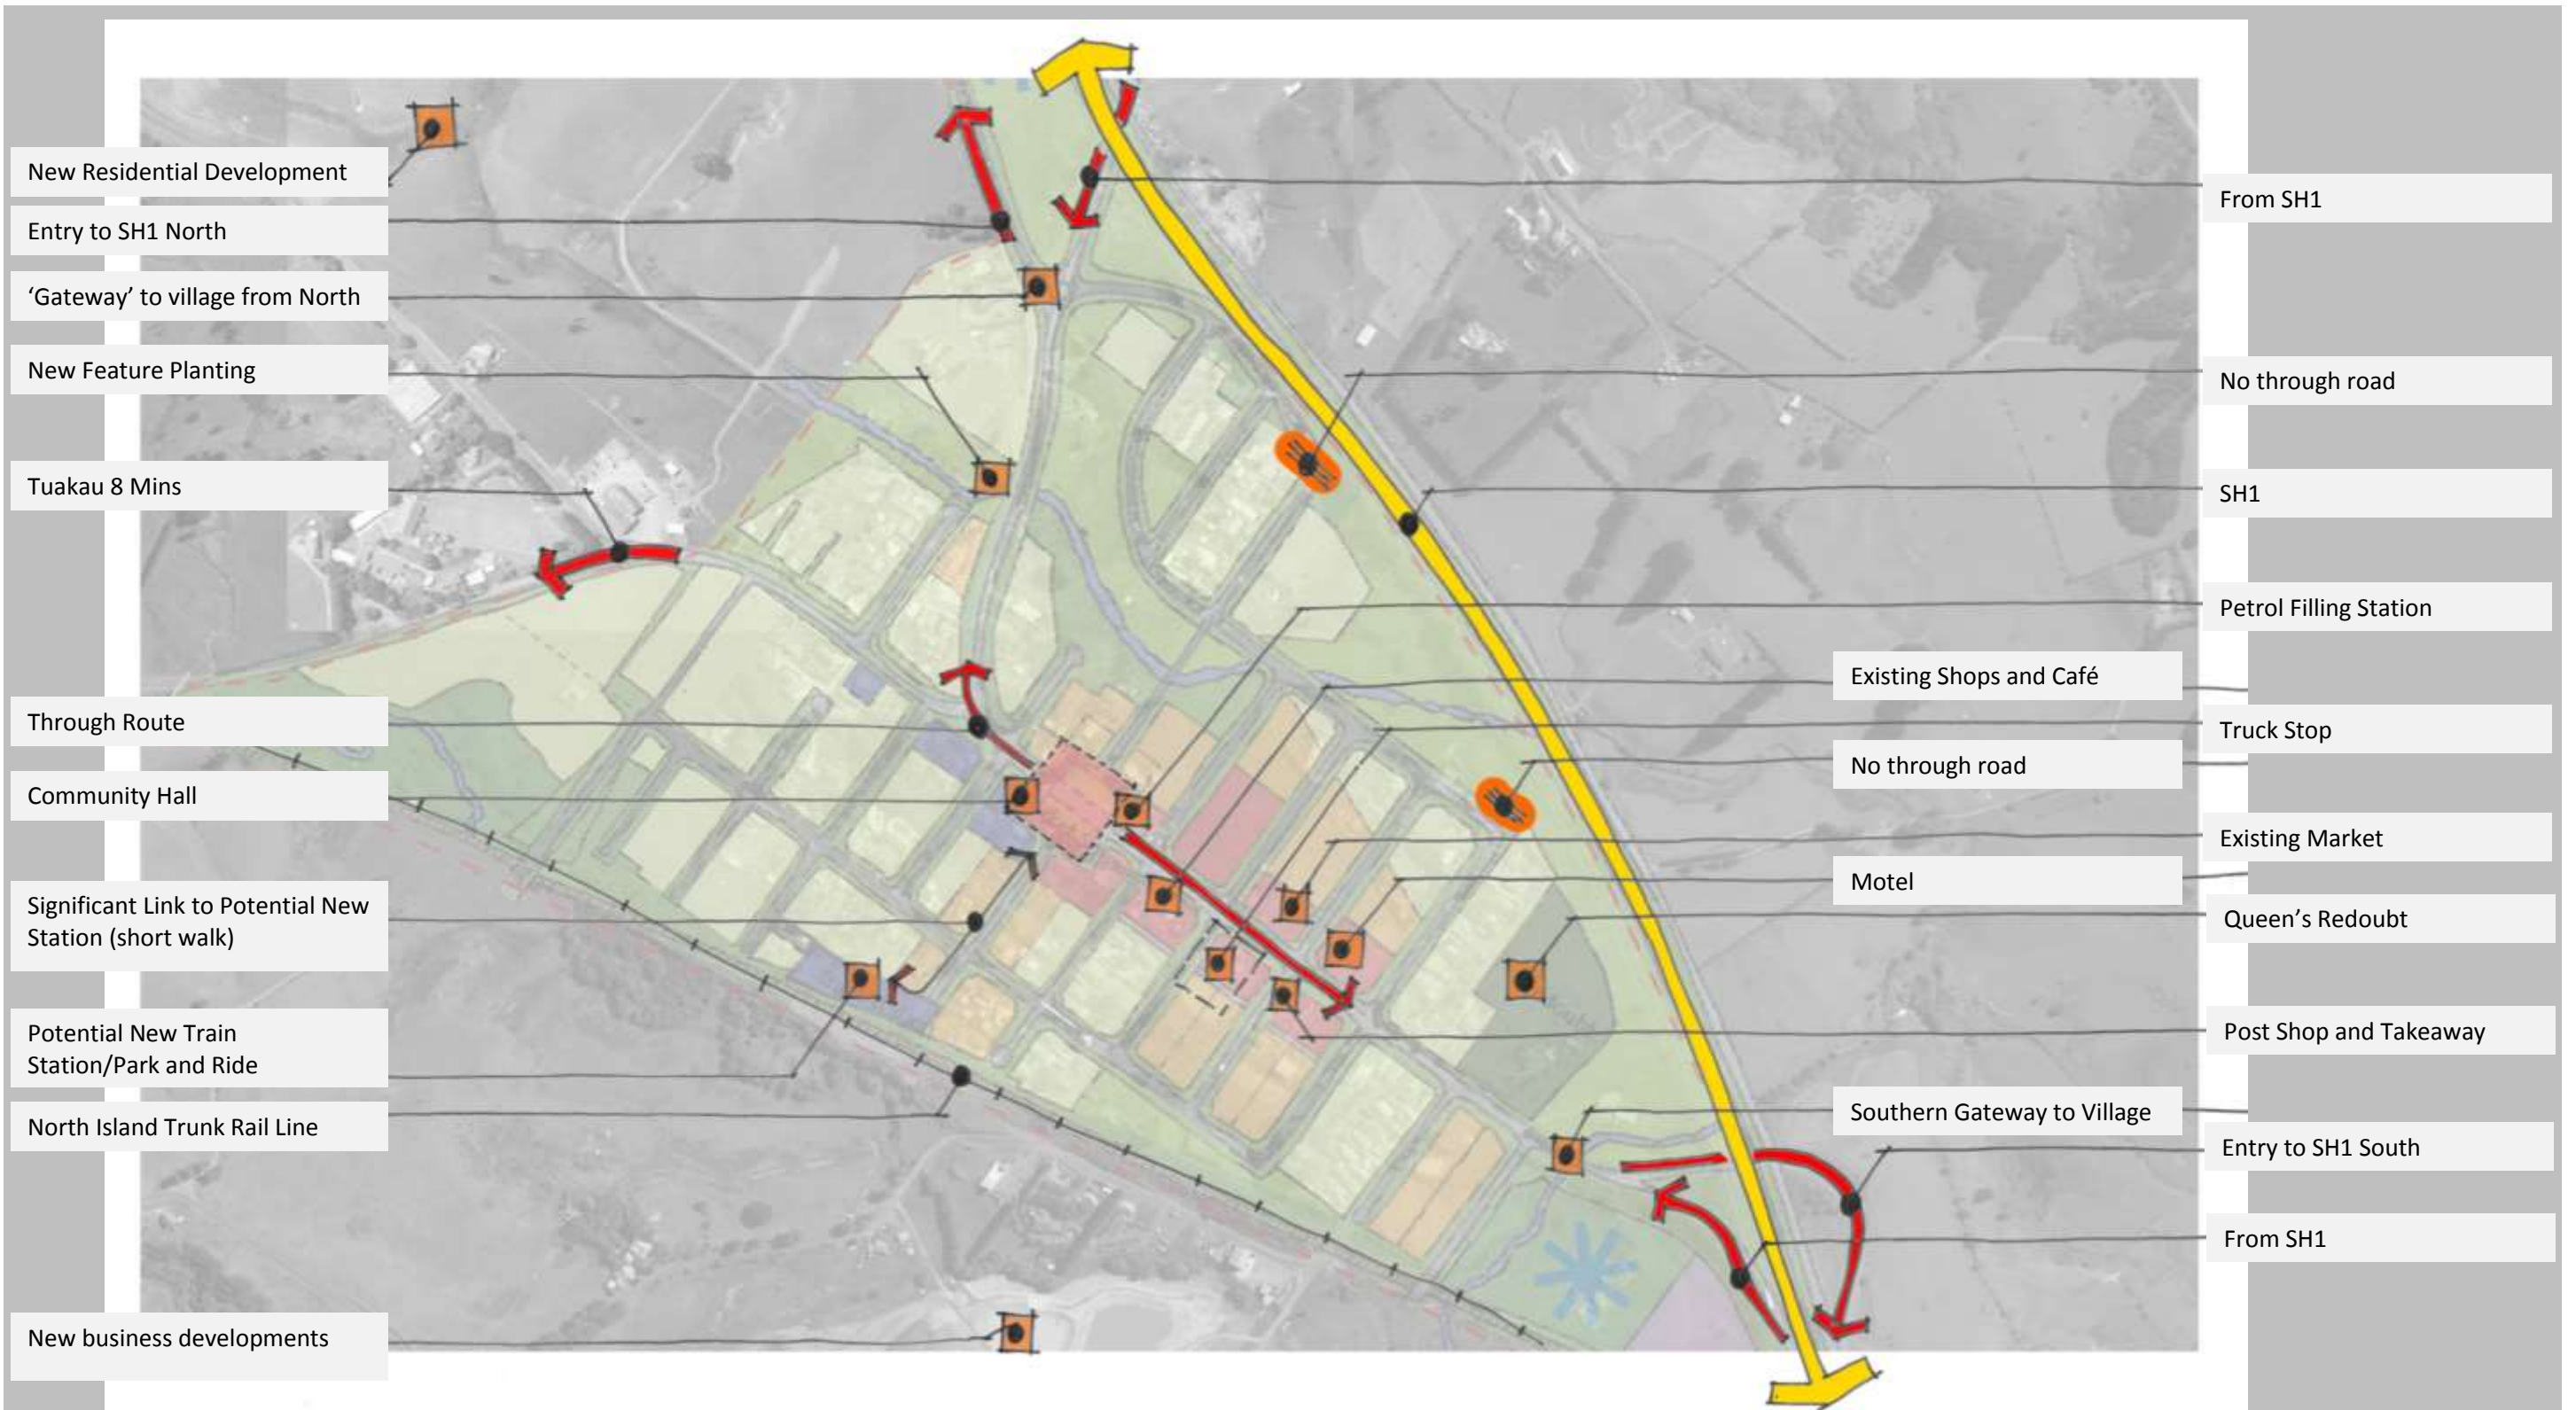 New Residential Development
Entry to SH1 North
‘Gateway’ to village from North
New Feature Planting
Tuakau 8 Mins
Through Route
Community Hall
Significant Link to Potential New
Station (short walk)
Potential New Train
Station/Park and Ride
North Island Trunk Rail Line
New business developments
From SH1
No through road
SH1
Petrol Filling Station
Existing Shops and Café
Truck Stop
No through road
Existing Market
Motel
Queen’s Redoubt
Post Shop and Takeaway
Southern Gateway to Village
Entry to SH1 South
From SH1